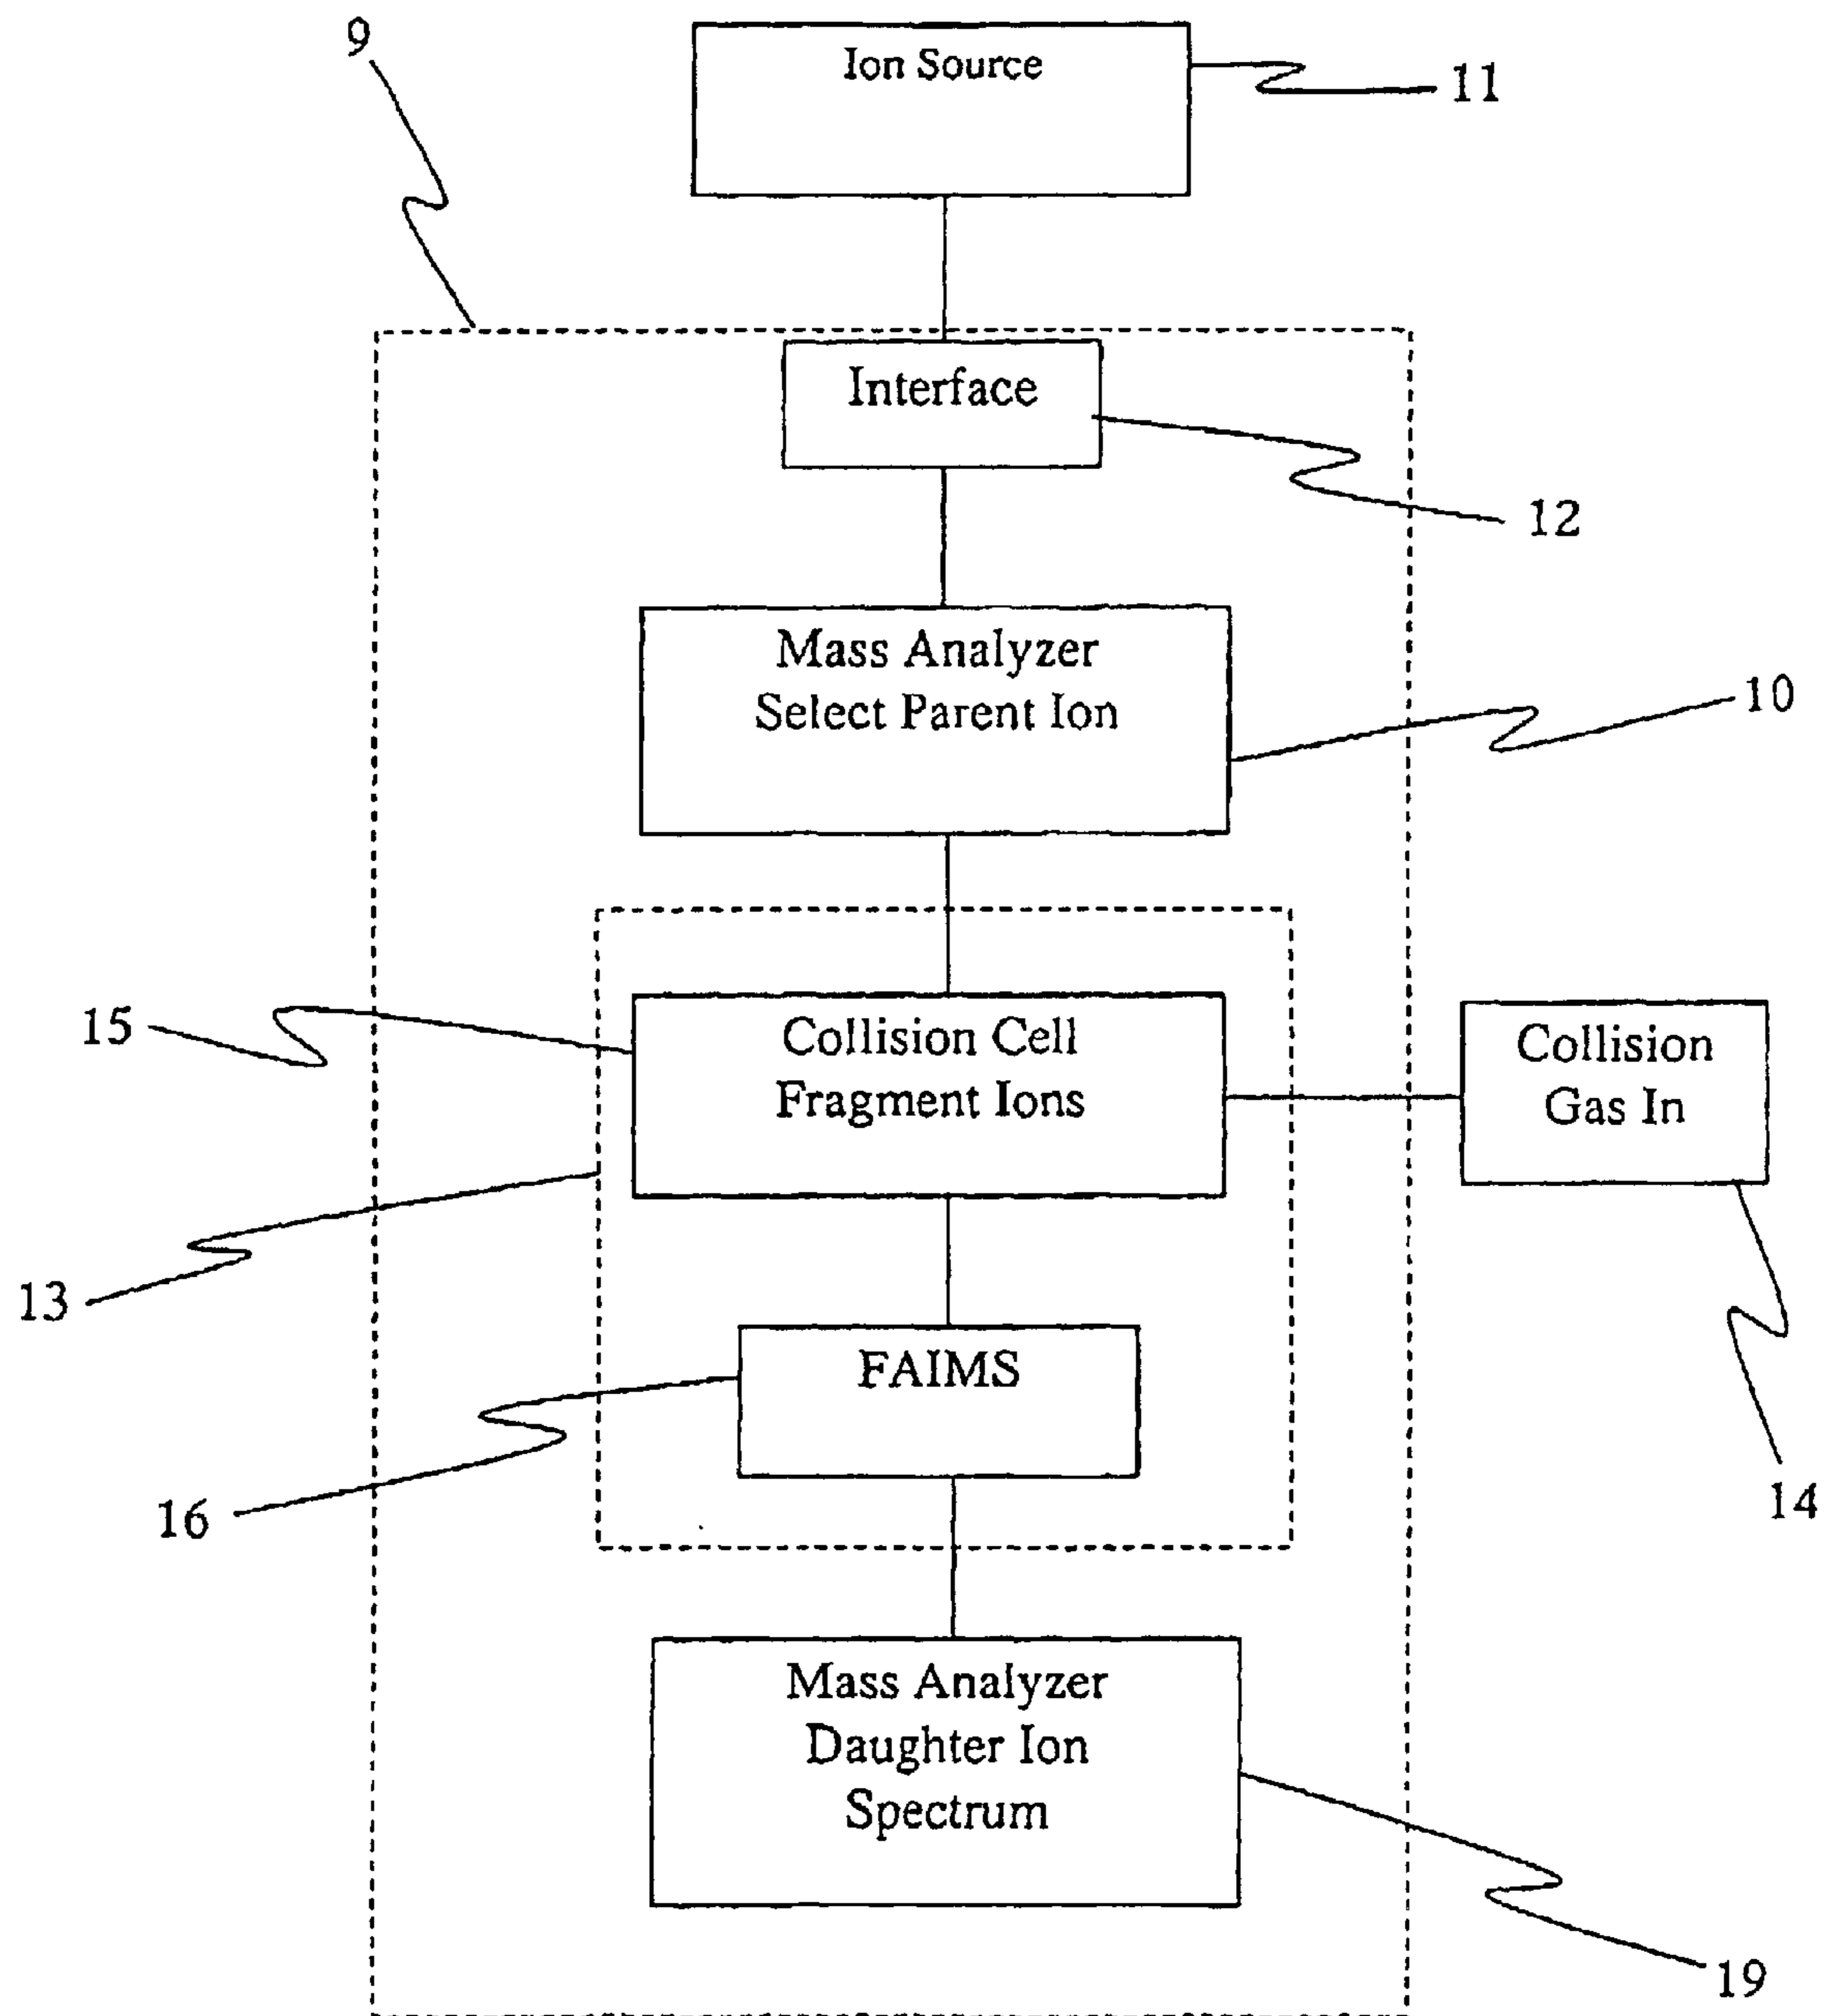 9
Ion Source
11
Interface
12
Mass Analyzer
Select Parent Ion
10
15
Collision Cell
Fragment Ions
Collision
Gas In
13
FAIMS
16
14
Mass Analyzer
Daughter Ion
Spectrum
19